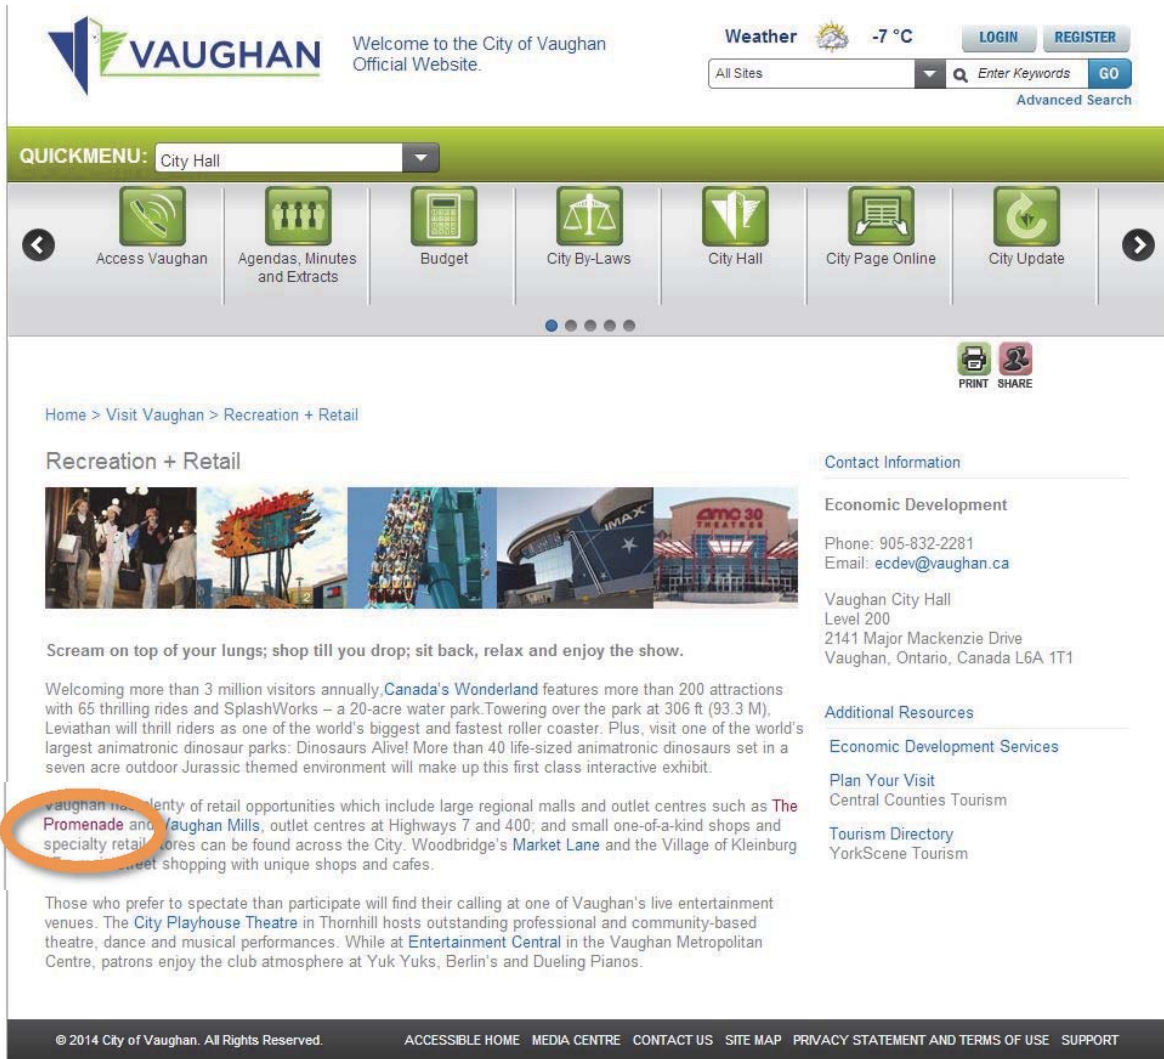 VAUGHAN
Welcome to the City of Vaughan
Official Website.
Weather -7 °C LOGIN REGISTER
All Sites Enter Keywords GO
Advanced Search
QUICKMENU: City Hall
Access Vaughan
Agendas, Minutes
and Extracts
Budget
City By-Laws
City Hall
City Page Online
City Update
PRINT SHARE
Home > Visit Vaughan > Recreation + Retail
Recreation + Retail
vaughan
IMAX
amc 30
THEATRES
Scream on top of your lungs; shop till you drop; sit back, relax and enjoy the show.
Welcoming more than 3 million visitors annually,Canada's Wonderland features more than 200 attractions
with 65 thrilling rides and SplashWorks – a 20-acre water park.Towering over the park at 306 ft (93.3 M),
Leviathan will thrill riders as one of the world's biggest and fastest roller coaster. Plus, visit one of the world's
largest animatronic dinosaur parks: Dinosaurs Alive! More than 40 life-sized animatronic dinosaurs set in a
seven acre outdoor Jurassic themed environment will make up this first class interactive exhibit.
Vaughan has plenty of retail opportunities which include large regional malls and outlet centres such as The
Promenade and Vaughan Mills, outlet centres at Highways 7 and 400; and small one-of-a-kind shops and
specialty retail stores can be found across the City. Woodbridge's Market Lane and the Village of Kleinburg
street shopping with unique shops and cafes.
Those who prefer to spectate than participate will find their calling at one of Vaughan's live entertainment
venues. The City Playhouse Theatre in Thornhill hosts outstanding professional and community-based
theatre, dance and musical performances. While at Entertainment Central in the Vaughan Metropolitan
Centre, patrons enjoy the club atmosphere at Yuk Yuks, Berlin's and Dueling Pianos.
Contact Information
Economic Development
Phone: 905-832-2281
Email: ecdev@vaughan.ca
Vaughan City Hall
Level 200
2141 Major Mackenzie Drive
Vaughan, Ontario, Canada L6A 1T1
Additional Resources
Economic Development Services
Plan Your Visit
Central Counties Tourism
Tourism Directory
YorkScene Tourism
© 2014 City of Vaughan. All Rights Reserved. ACCESSIBLE HOME MEDIA CENTRE CONTACT US SITE MAP PRIVACY STATEMENT AND TERMS OF USE SUPPORT